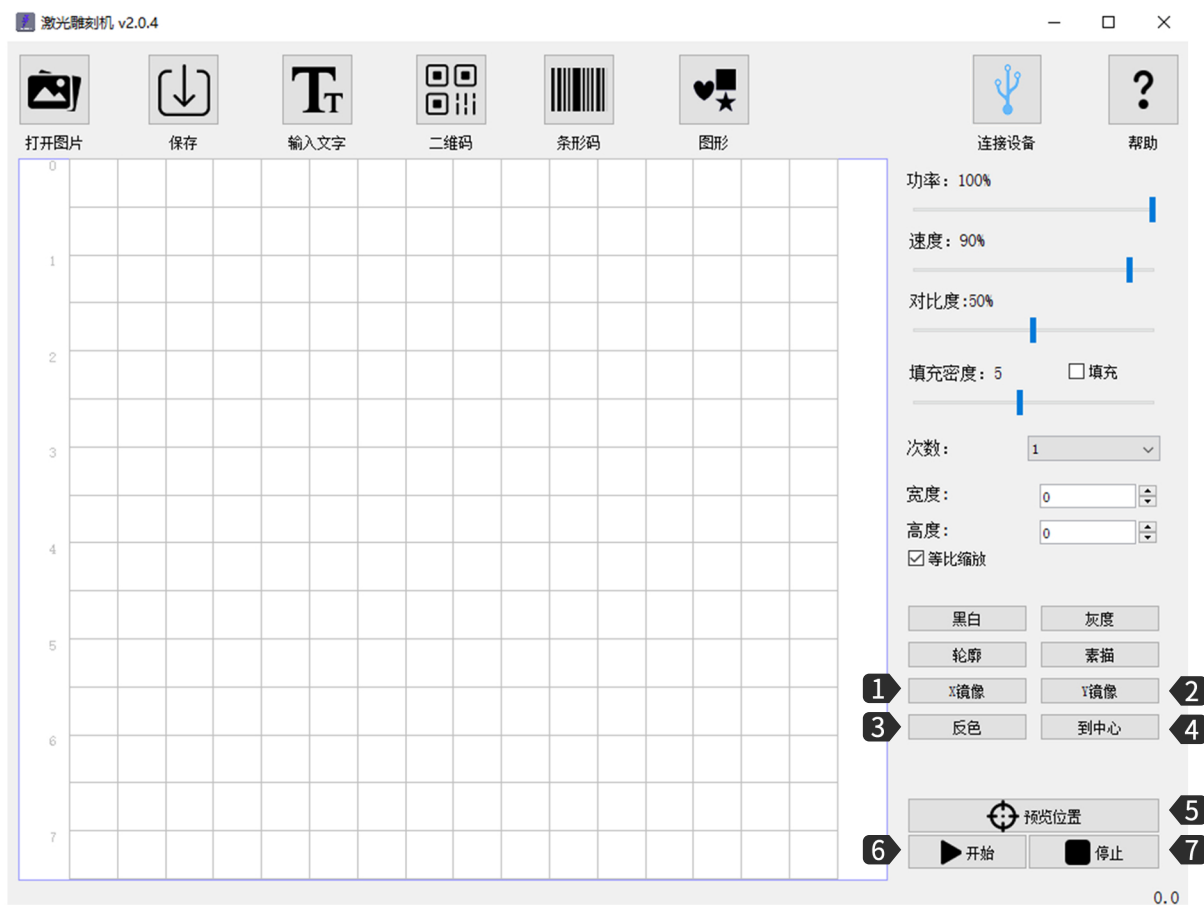 激光雕刻机 v2.0.4
打开图片 保存 输入文字 二维码 条形码 图形 连接设备 帮助
0
1
2
3
4
5
6
7
功率：100%
速度：90%
对比度:50%
填充密度：5 填充
次数： 1
宽度： 0
高度： 0
等比缩放
黑白 灰度
轮廓 素描
1 X镜像 Y镜像 2
3 反色 到中心 4
预览位置 5
6 开始 停止 7
0.0